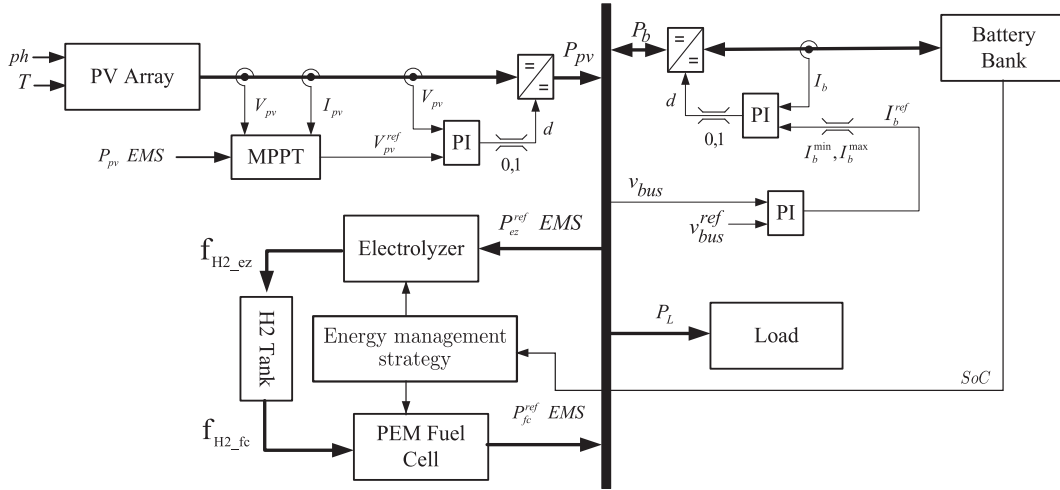 ph
T
PV Array
V_pv
I_pv
V_pv
P_pv EMS
MPPT
V_pv^ref
PI
0,1
d
=
=
P_pv
P_b
=
=
d
0,1
PI
I_b
I_b^ref
I_b^min, I_b^max
Battery
Bank
v_bus
v_bus^ref
PI
P_ez^ref EMS
Electrolyzer
f_H2_ez
H2 Tank
Energy management
strategy
f_H2_fc
PEM Fuel
Cell
P_fc^ref EMS
P_L
Load
SoC